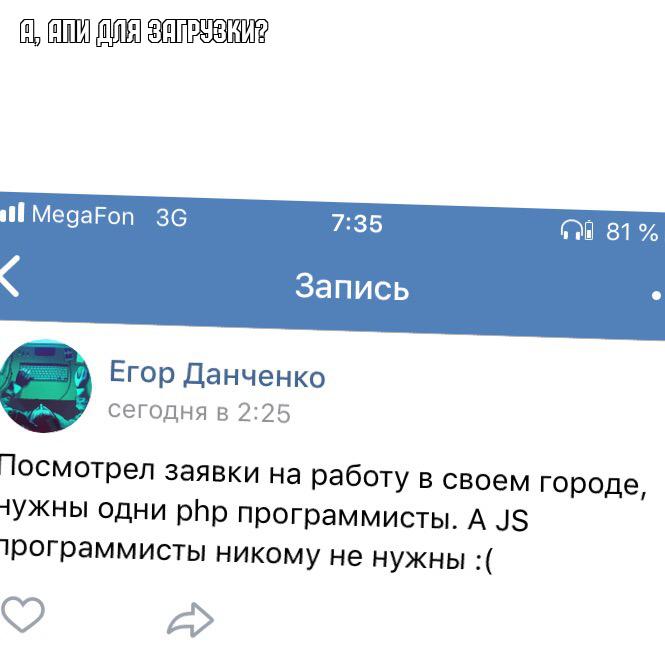 А, АПИ ДЛЯ ЗАГРУЗКИ?
MegaFon 3G 7:35 81 %
Запись
Егор Данченко
сегодня в 2:25
Посмотрел заявки на работу в своем городе,
нужны одни php программисты. А JS
программисты никому не нужны :(